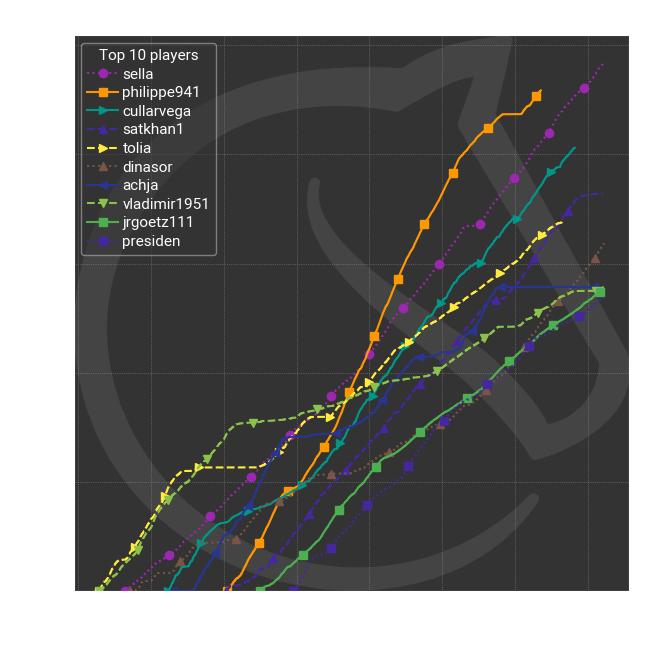 Top 10 players
sella
philippe941
cullarvega
satkhan1
tolia
dinasor
achja
vladimir1951
jrgoetz111
presiden